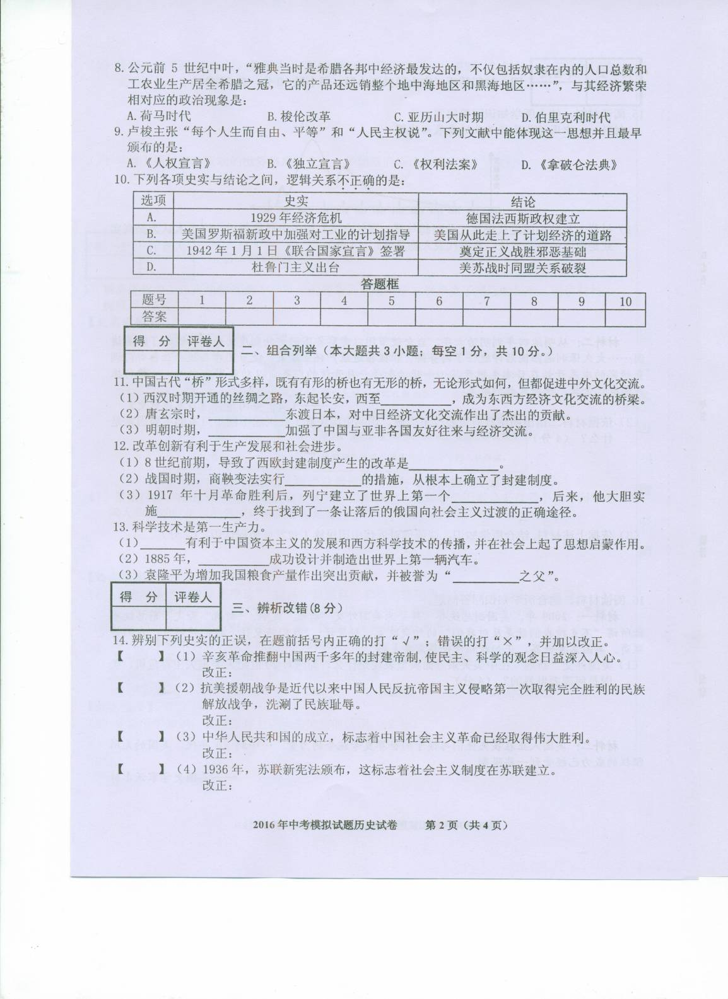 8.公元前 5 世纪中叶，“雅典当时是希腊各邦中经济最发达的，不仅包括奴隶在内的人口总数和
工农业生产居全希腊之冠，它的产品还远销整个地中海地区和黑海地区……”，与其经济繁荣
相对应的政治现象是：
A.荷马时代 B.梭伦改革 C.亚历山大时期 D.伯里克利时代
9.卢梭主张“每个人生而自由、平等”和“人民主权说”。下列文献中能体现这一思想并且最早
颁布的是：
A.《人权宣言》 B.《独立宣言》 C.《权利法案》 D.《拿破仑法典》
10.下列各项史实与结论之间，逻辑关系不正确的是：
选项 史实 结论
A. 1929年经济危机 德国法西斯政权建立
B. 美国罗斯福新政中加强对工业的计划指导 美国从此走上了计划经济的道路
C. 1942年1月1日《联合国家宣言》签署 奠定正义战胜邪恶基础
D. 杜鲁门主义出台 美苏战时同盟关系破裂
答题框
题号 1 2 3 4 5 6 7 8 9 10
答案
得 分 评卷人
二、组合列举（本大题共3小题；每空1分，共10分。）
11.中国古代“桥”形式多样，既有有形的桥也有无形的桥，无论形式如何，但都促进中外文化交流。
（1）西汉时期开通的丝绸之路，东起长安，西至__________，成为东西方经济文化交流的桥梁。
（2）唐玄宗时，__________东渡日本，对中日经济文化交流作出了杰出的贡献。
（3）明朝时期，__________加强了中国与亚非各国友好往来与经济交流。
12.改革创新有利于生产发展和社会进步。
（1）8世纪前期，导致了西欧封建制度产生的改革是____________。
（2）战国时期，商鞅变法实行__________的措施，从根本上确立了封建制度。
（3）1917 年十月革命胜利后，列宁建立了世界上第一个____________，后来，他大胆实
施___________，终于找到了一条让落后的俄国向社会主义过渡的正确途径。
13.科学技术是第一生产力。
（1）______有利于中国资本主义的发展和西方科学技术的传播，并在社会上起了思想启蒙作用。
（2）1885年，__________成功设计并制造出世界上第一辆汽车。
（3）袁隆平为增加我国粮食产量作出突出贡献，并被誉为“_________之父”。
得 分 评卷人
三、辨析改错(8分）
14.辨别下列史实的正误，在题前括号内正确的打“√”；错误的打“×”，并加以改正。
【 】（1）辛亥革命推翻中国两千多年的封建帝制,使民主、科学的观念日益深入人心。
改正：
【 】（2）抗美援朝战争是近代以来中国人民反抗帝国主义侵略第一次取得完全胜利的民族
解放战争，洗涮了民族耻辱。
改正：
【 】（3）中华人民共和国的成立，标志着中国社会主义革命已经取得伟大胜利。
改正：
【 】（4）1936年，苏联新宪法颁布，这标志着社会主义制度在苏联建立。
改正：
2016年中考模拟试题历史试卷 第2页（共4页）